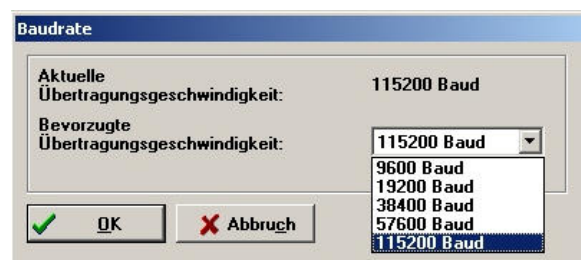 Baudrate
Aktuelle
Übertragungsgeschwindigkeit:
115200 Baud
Bevorzugte
Übertragungsgeschwindigkeit:
115200 Baud
9600 Baud
19200 Baud
38400 Baud
57600 Baud
115200 Baud
OK
Abbruch